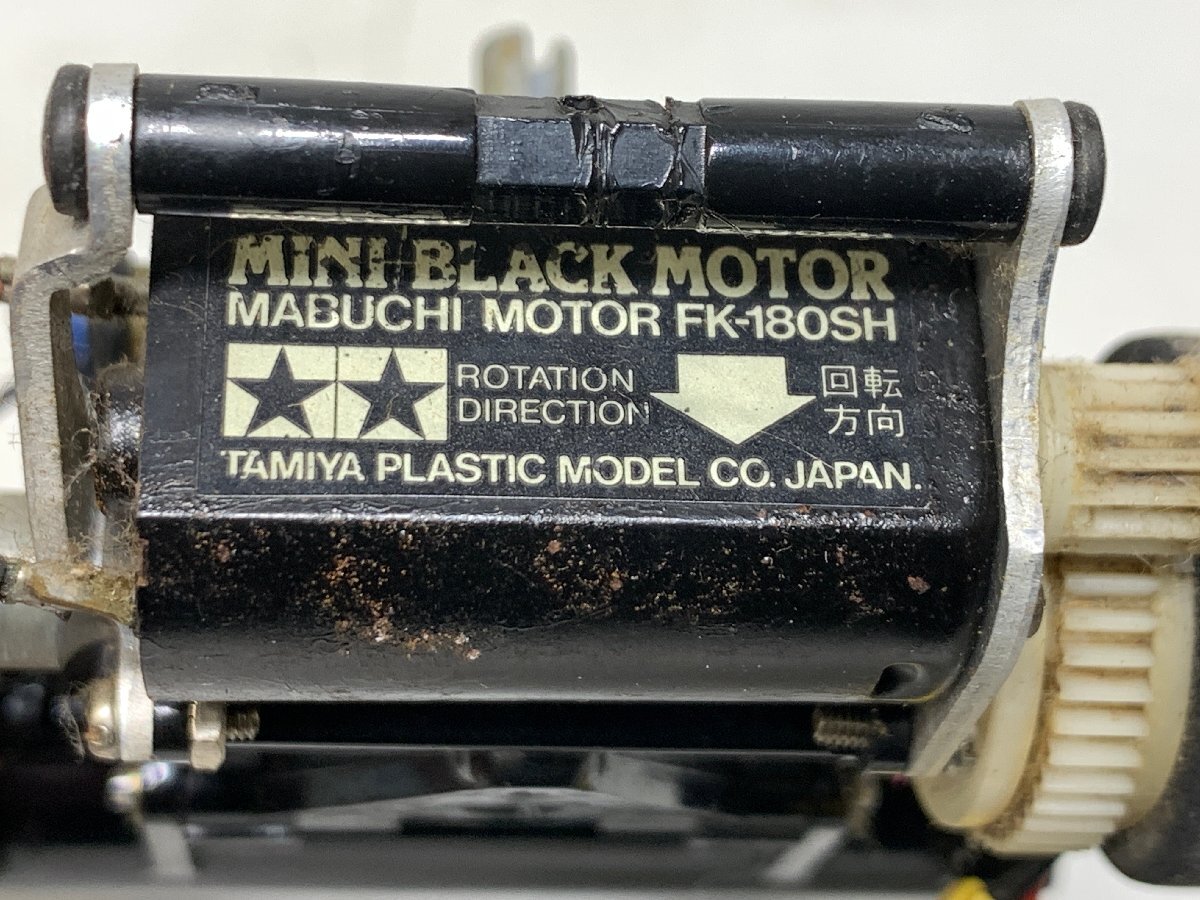 MINI BLACK MOTOR
MABUCHI MOTOR FK-180SH
ROTATION
DIRECTION
回転
方向
TAMIYA PLASTIC MODEL CO. JAPAN.